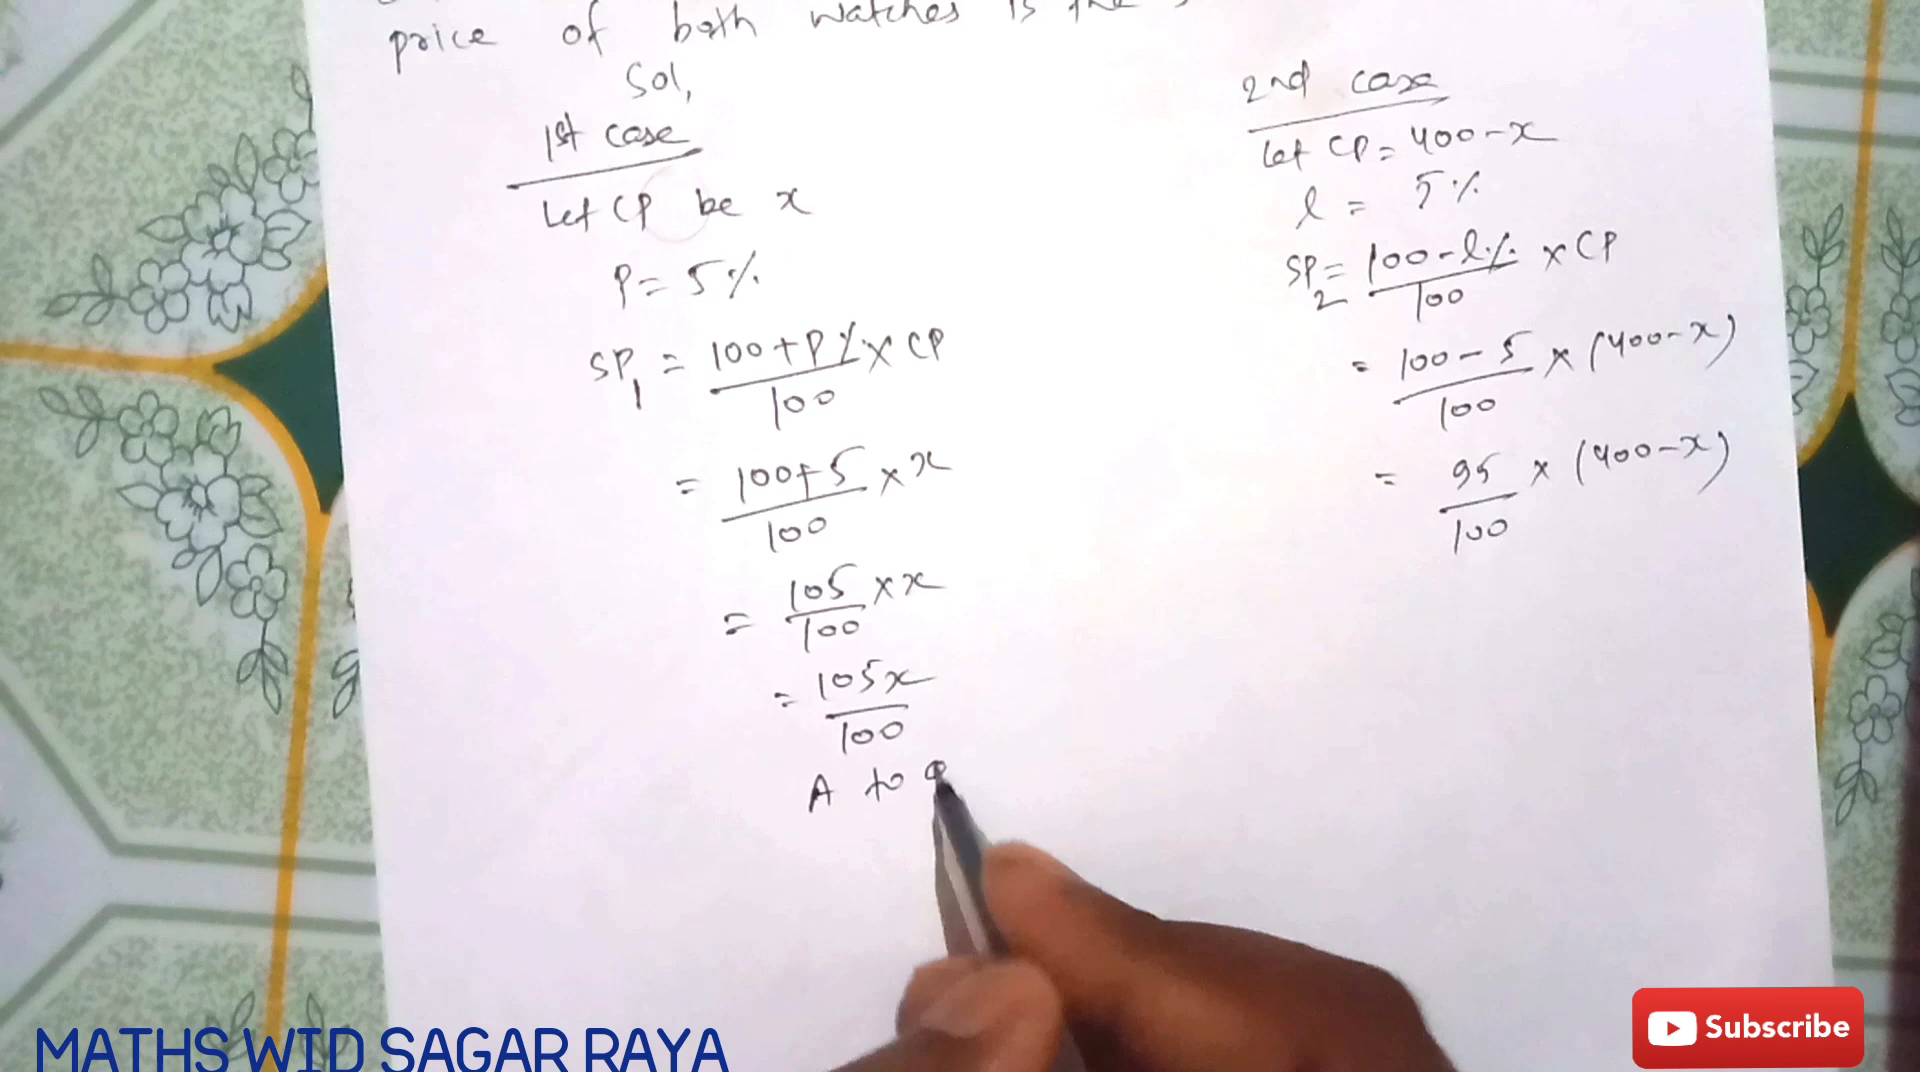 price of both watches is the
Sol,
1st case
Let CP be x
P = 5%
SP1 = 100+P%/100 × CP
= 100+5/100 × x
= 105/100 × x
= 105x/100
A to
2nd case
Let CP = 400-x
l = 5%
SP2 = 100-l%/100 × CP
= 100-5/100 × (400-x)
= 95/100 × (400-x)
MATHS WID SAGAR RAYA
Subscribe